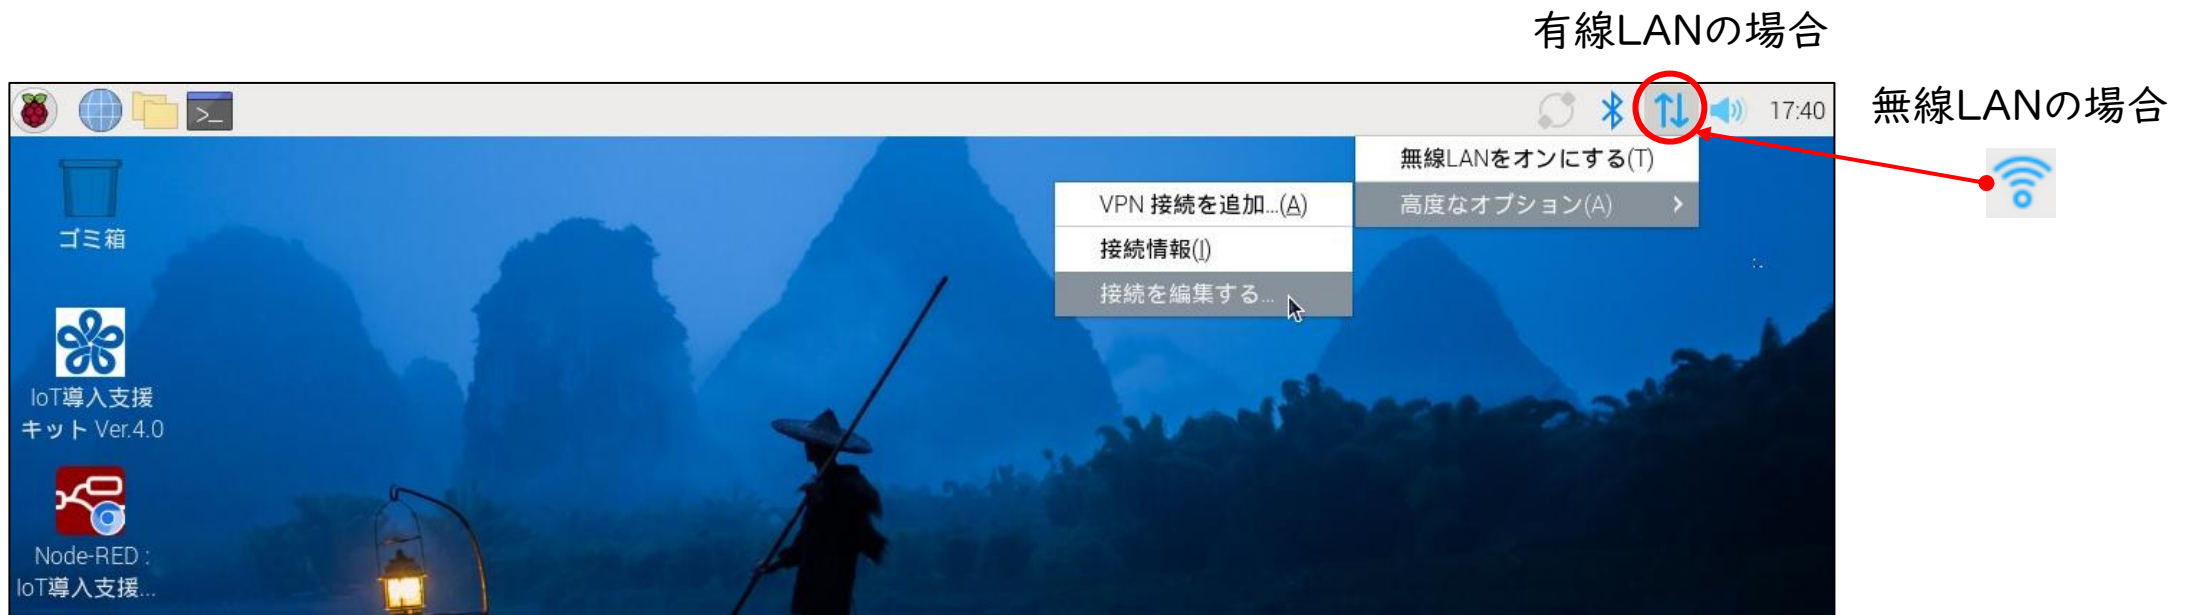 有線LANの場合
無線LANの場合
17:40
無線LANをオンにする(T)
高度なオプション(A)
VPN 接続を追加...(A)
接続情報(I)
接続を編集する...
ゴミ箱
IoT導入支援
キット Ver.4.0
Node-RED :
IoT導入支援...
>_